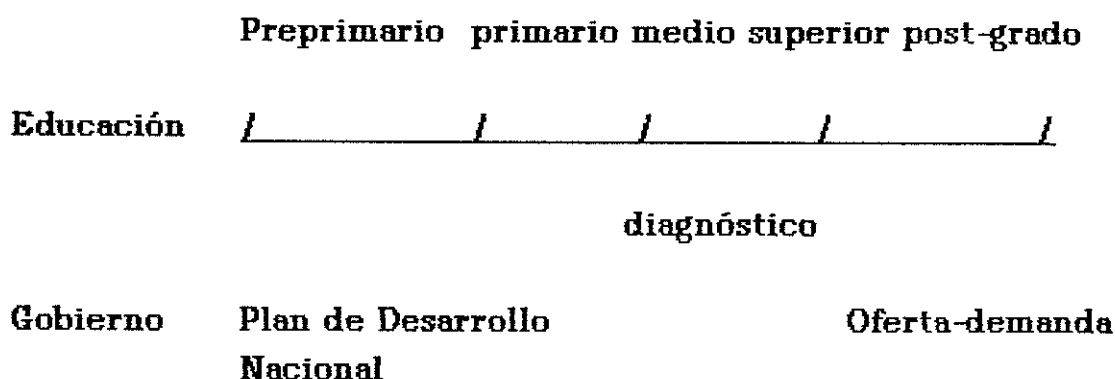 Preprimario primario medio superior post-grado
Educación
diagnóstico
Gobierno Plan de Desarrollo Oferta-demanda
Nacional